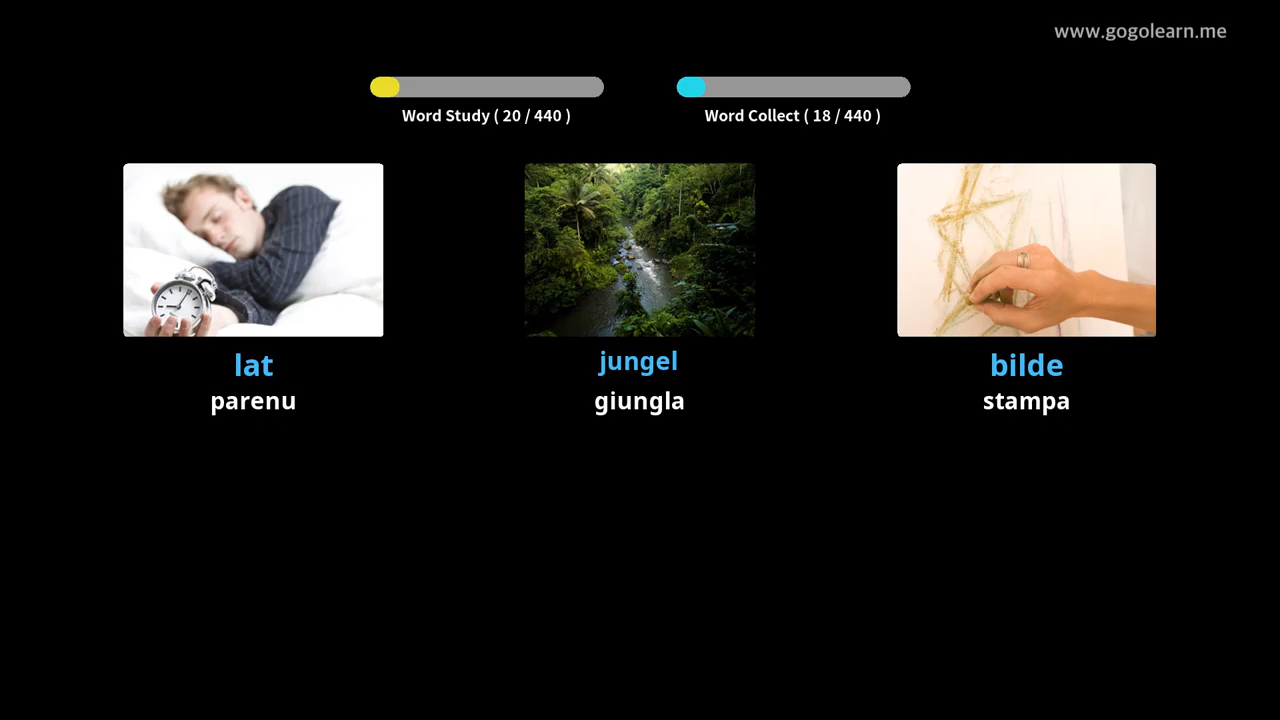 www.gogolearn.me
Word Study ( 20 / 440 )
Word Collect ( 18 / 440 )
lat
parenu
jungel
giungla
bilde
stampa